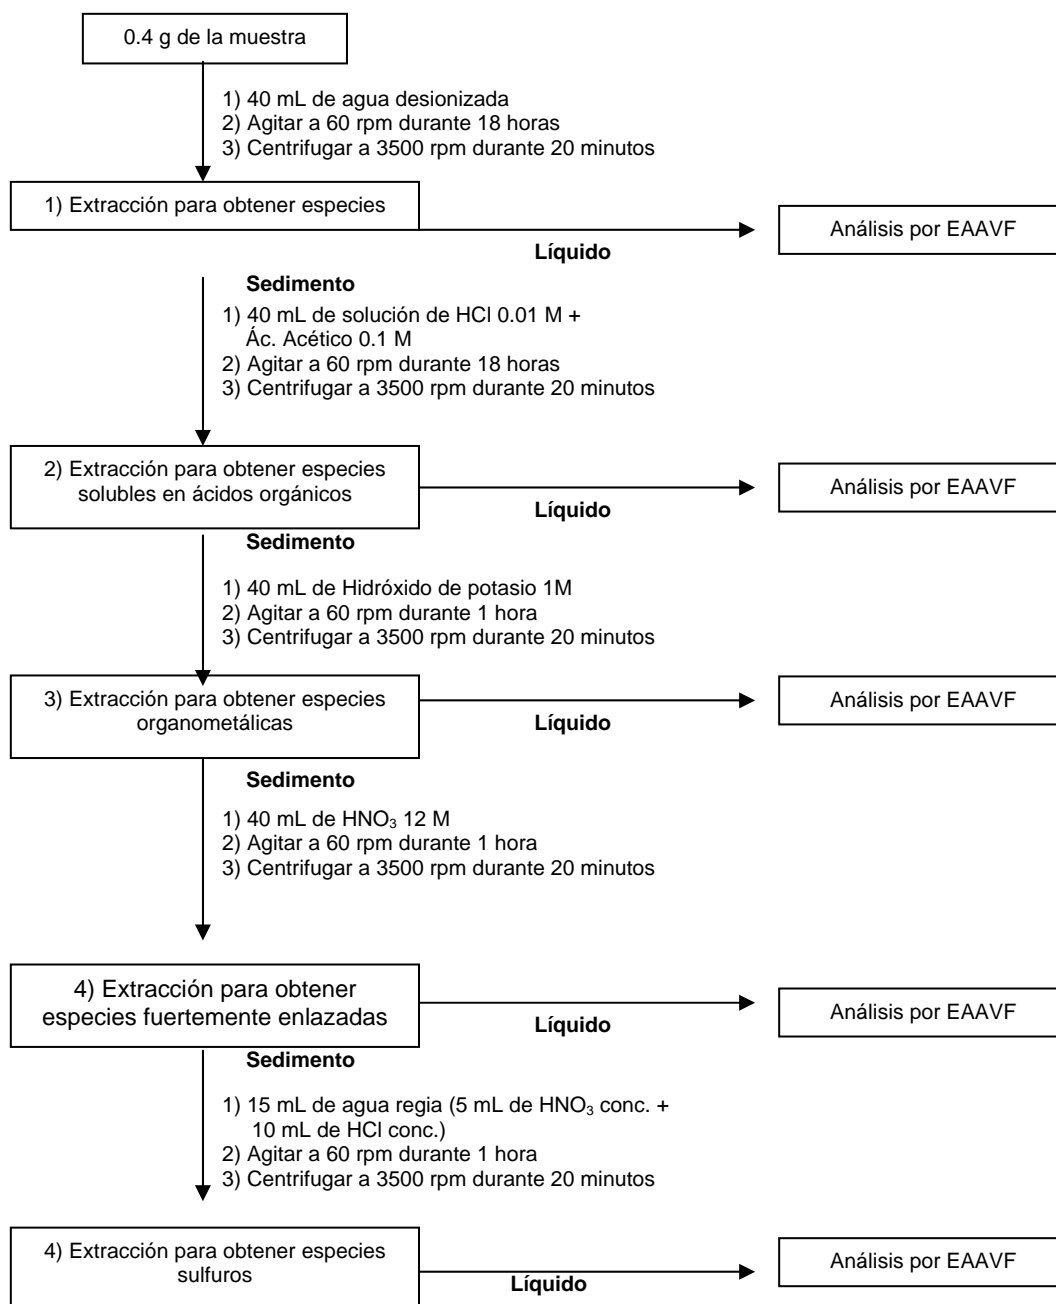 0.4 g de la muestra
1) 40 mL de agua desionizada
2) Agitar a 60 rpm durante 18 horas
3) Centrifugar a 3500 rpm durante 20 minutos
1) Extracción para obtener especies
Líquido
Análisis por EAAVF
Sedimento
1) 40 mL de solución de HCl 0.01 M +
Ác. Acético 0.1 M
2) Agitar a 60 rpm durante 18 horas
3) Centrifugar a 3500 rpm durante 20 minutos
2) Extracción para obtener especies
solubles en ácidos orgánicos
Líquido
Análisis por EAAVF
Sedimento
1) 40 mL de Hidróxido de potasio 1M
2) Agitar a 60 rpm durante 1 hora
3) Centrifugar a 3500 rpm durante 20 minutos
3) Extracción para obtener especies
organometálicas
Líquido
Análisis por EAAVF
Sedimento
1) 40 mL de HNO₃ 12 M
2) Agitar a 60 rpm durante 1 hora
3) Centrifugar a 3500 rpm durante 20 minutos
4) Extracción para obtener
especies fuertemente enlazadas
Líquido
Análisis por EAAVF
Sedimento
1) 15 mL de agua regia (5 mL de HNO₃ conc. +
10 mL de HCl conc.)
2) Agitar a 60 rpm durante 1 hora
3) Centrifugar a 3500 rpm durante 20 minutos
4) Extracción para obtener especies
sulfuros
Líquido
Análisis por EAAVF